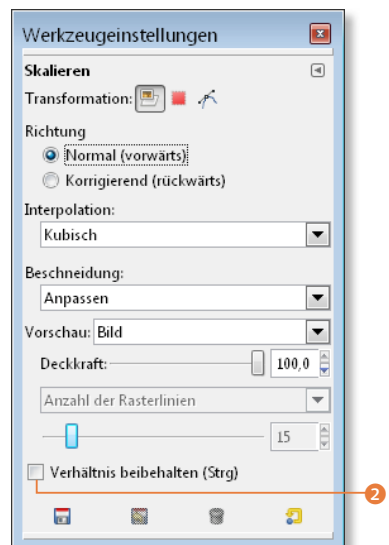 Werkzeugeinstellungen
Skalieren
Transformation:
Richtung
Normal (vorwärts)
Korrigierend (rückwärts)
Interpolation:
Kubisch
Beschneidung:
Anpassen
Vorschau: Bild
Deckkraft: 100,0
Anzahl der Rasterlinien
15
Verhältnis beibehalten (Strg)
2